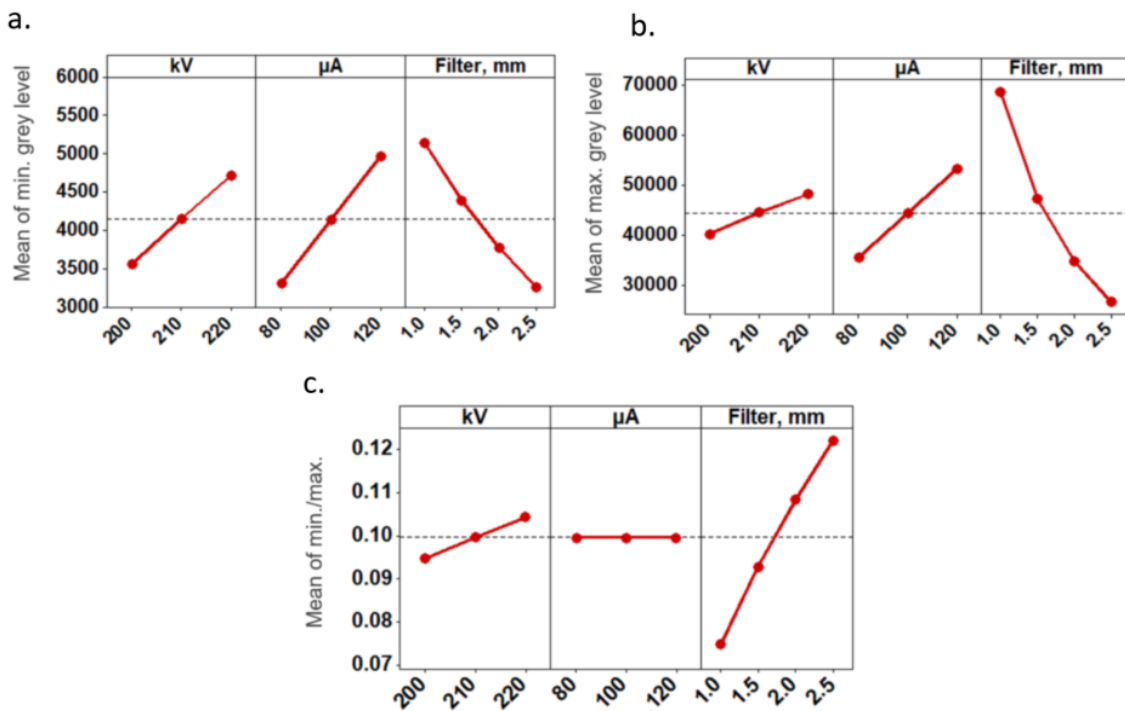 a.
kV µA Filter, mm
Mean of min. grey level
6000
5500
5000
4500
4000
3500
3000
200 210 220 80 100 120 1.0 1.5 2.0 2.5
b.
kV µA Filter, mm
Mean of max. grey level
70000
60000
50000
40000
30000
200 210 220 80 100 120 1.0 1.5 2.0 2.5
c.
kV µA Filter, mm
Mean of min./max.
0.12
0.11
0.10
0.09
0.08
0.07
200 210 220 80 100 120 1.0 1.5 2.0 2.5